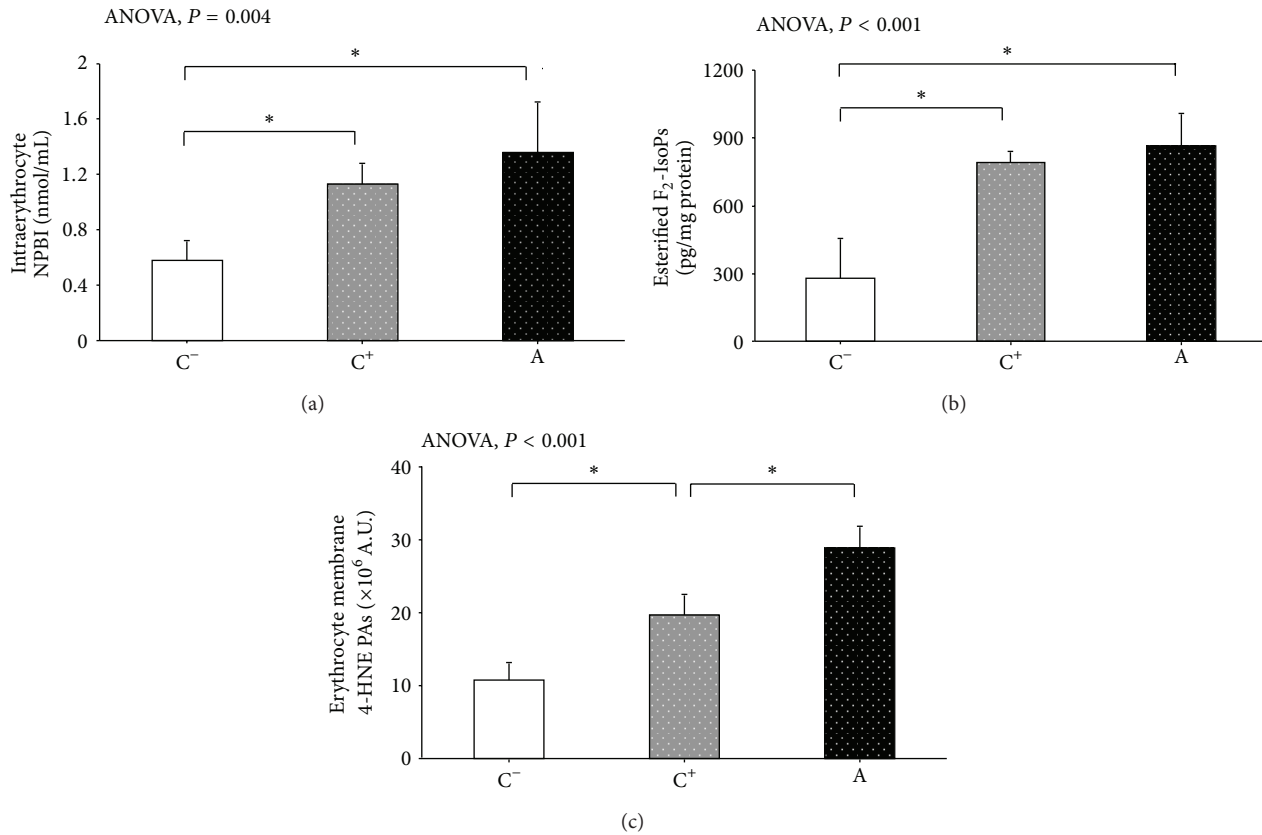 ANOVA, P = 0.004
*
*
2
1.6
1.2
0.8
0.4
0
Intraerythrocyte
NPBI (nmol/mL)
C⁻ C⁺ A
(a)
ANOVA, P < 0.001
*
*
1200
900
600
300
0
Esterified F₂-IsoPs
(pg/mg protein)
C⁻ C⁺ A
(b)
ANOVA, P < 0.001
* *
40
30
20
10
0
Erythrocyte membrane
4-HNE PAs (×10⁶ A.U.)
C⁻ C⁺ A
(c)